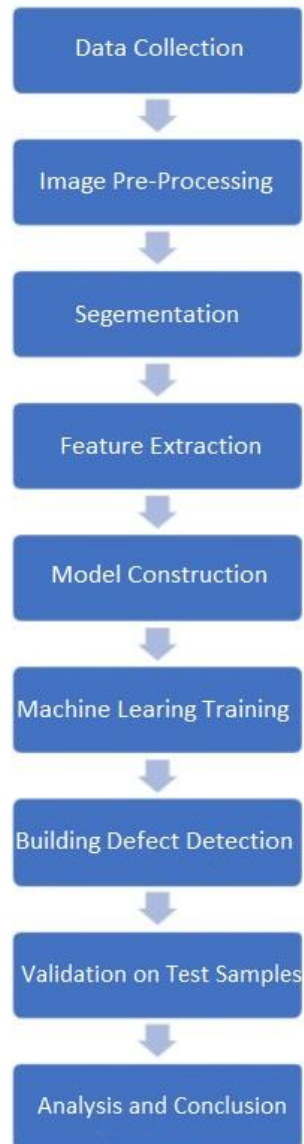 Data Collection
Image Pre-Processing
Segementation
Feature Extraction
Model Construction
Machine Learing Training
Building Defect Detection
Validation on Test Samples
Analysis and Conclusion